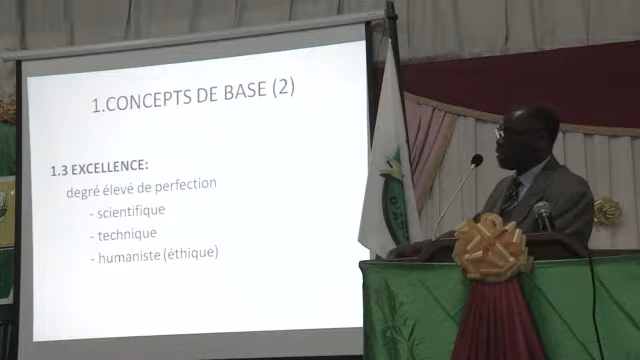 1.CONCEPTS DE BASE (2)
1.3 EXCELLENCE:
degré élevé de perfection
- scientifique
- technique
- humaniste (éthique)